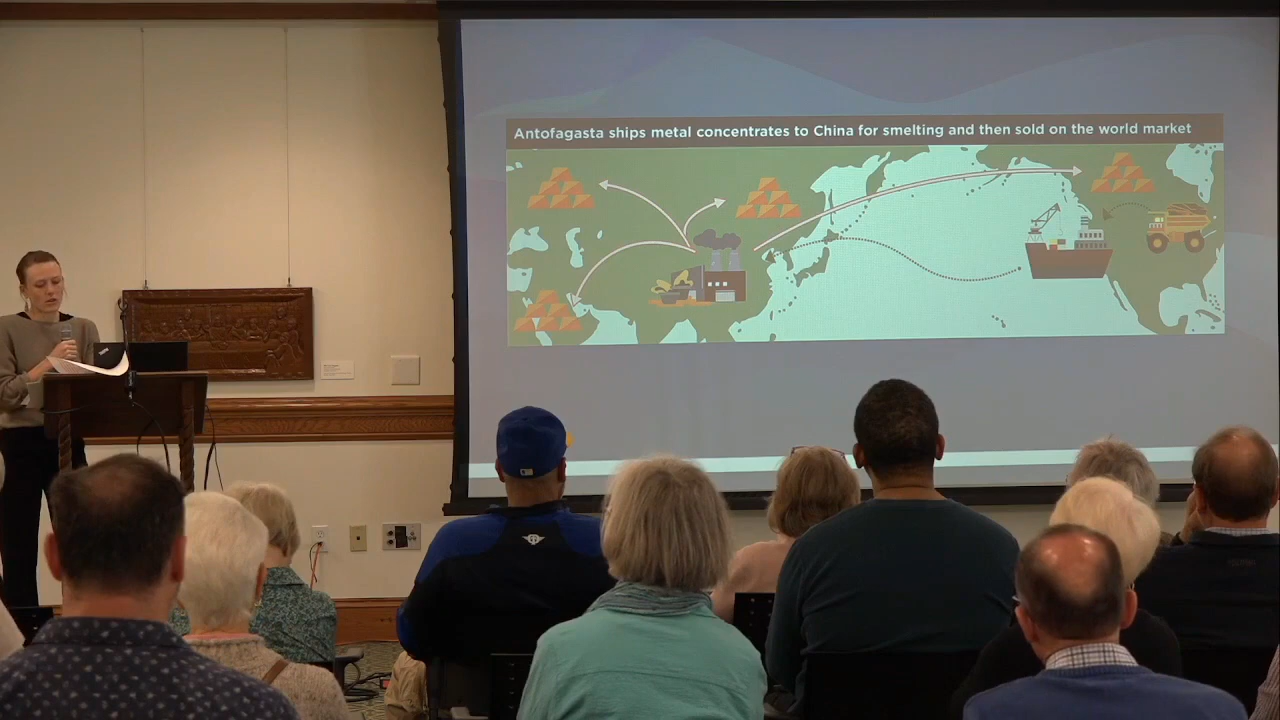 Antofagasta ships metal concentrates to China for smelting and then sold on the world market